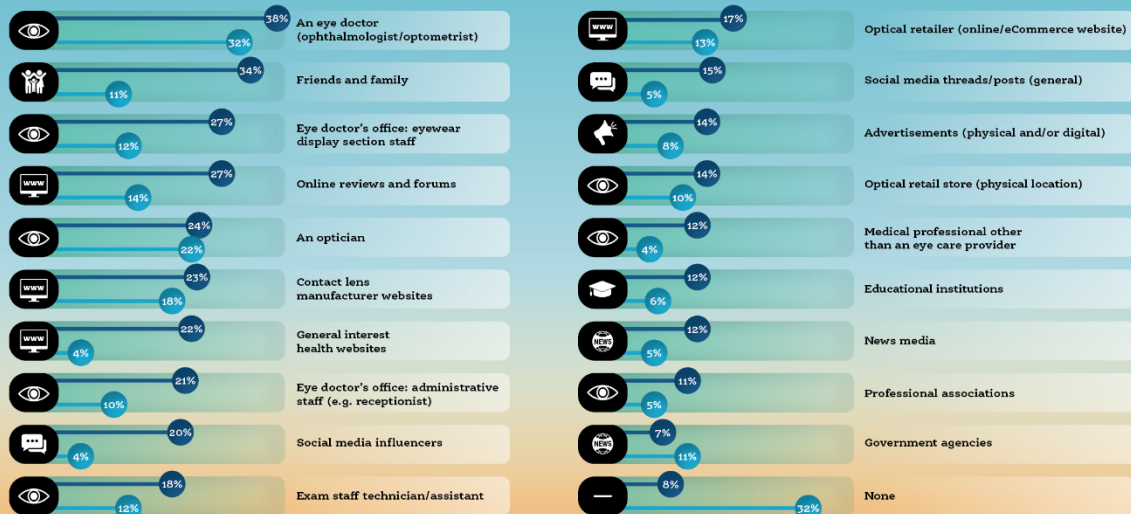 38%
An eye doctor
(ophthalmologist/optometrist)
32%
34%
Friends and family
11%
27%
Eye doctor's office: eyewear
display section staff
12%
www
27%
Online reviews and forums
14%
24%
An optician
22%
www
23%
Contact lens
manufacturer websites
18%
www
22%
General interest
health websites
4%
21%
Eye doctor's office: administrative
staff (e.g. receptionist)
10%
20%
Social media influencers
4%
18%
Exam staff technician/assistant
12%
www
17%
Optical retailer (online/eCommerce website)
13%
15%
Social media threads/posts (general)
5%
14%
Advertisements (physical and/or digital)
8%
14%
Optical retail store (physical location)
10%
12%
Medical professional other
than an eye care provider
4%
12%
Educational institutions
6%
NEWS
12%
News media
5%
11%
Professional associations
5%
NEWS
7%
Government agencies
11%
8%
None
32%